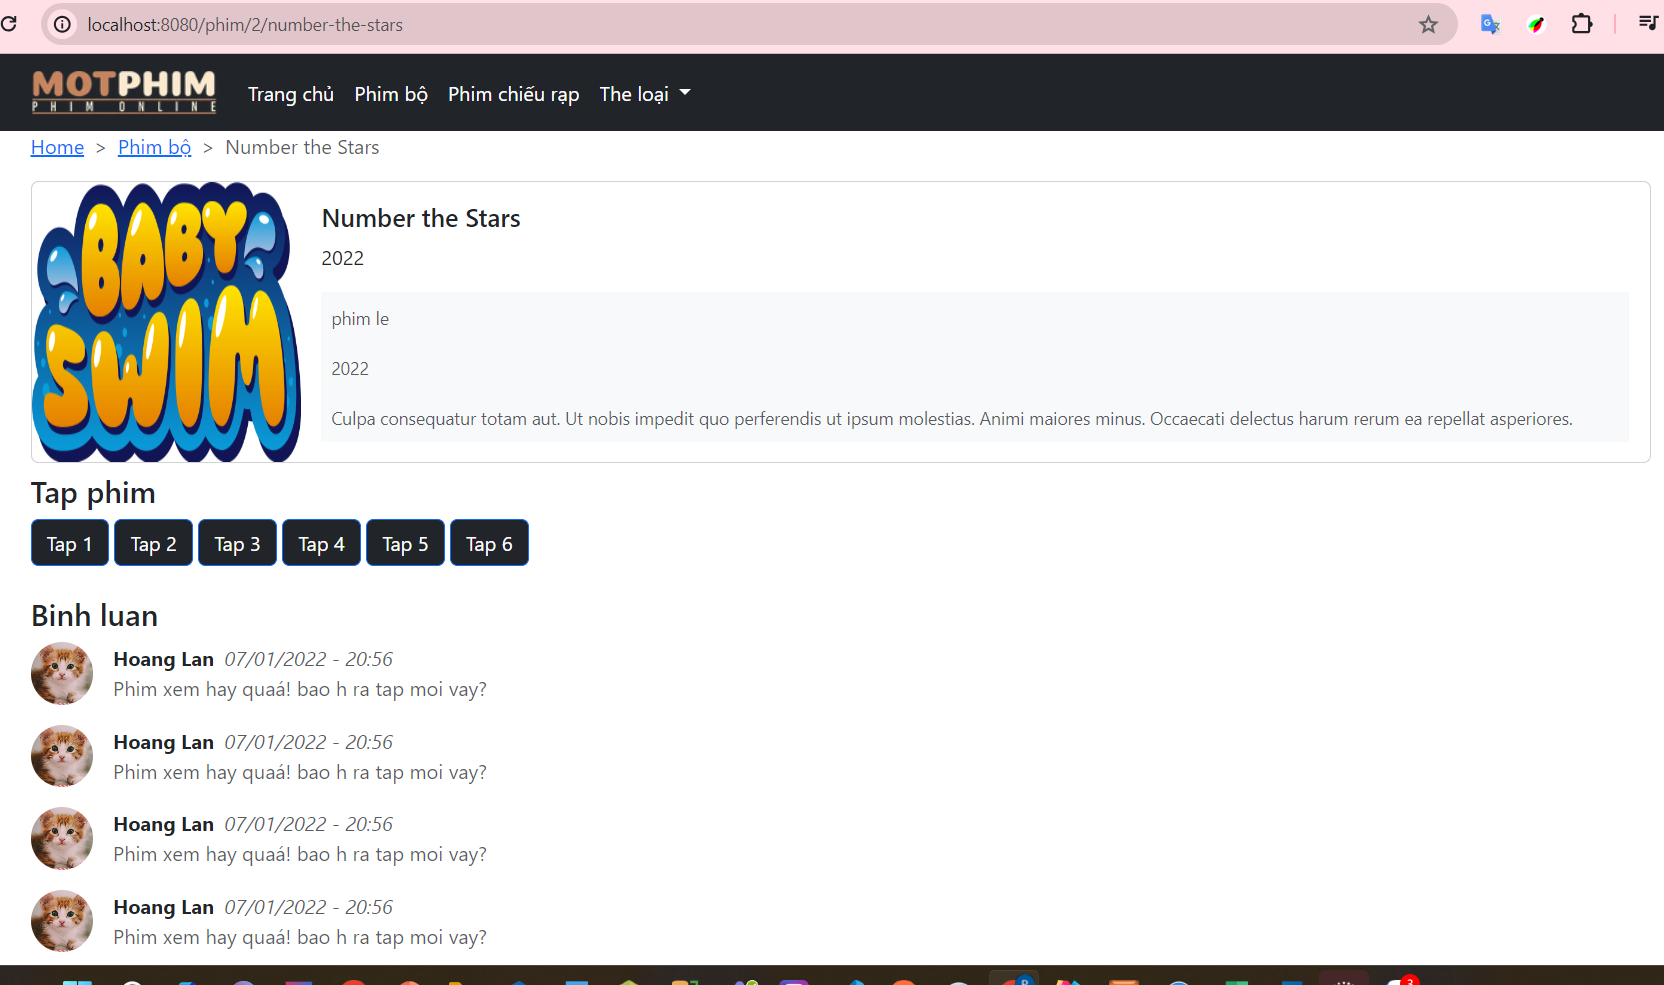 localhost:8080/phim/2/number-the-stars
MOTPHIM
PHIM ONLINE
Trang chủ Phim bộ Phim chiếu rạp The loại
Home > Phim bộ > Number the Stars
BABY
SWIM
Number the Stars
2022
phim le
2022
Culpa consequatur totam aut. Ut nobis impedit quo perferendis ut ipsum molestias. Animi maiores minus. Occaecati delectus harum rerum ea repellat asperiores.
Tap phim
Tap 1 Tap 2 Tap 3 Tap 4 Tap 5 Tap 6
Binh luan
Hoang Lan 07/01/2022 - 20:56
Phim xem hay quaá! bao h ra tap moi vay?
Hoang Lan 07/01/2022 - 20:56
Phim xem hay quaá! bao h ra tap moi vay?
Hoang Lan 07/01/2022 - 20:56
Phim xem hay quaá! bao h ra tap moi vay?
Hoang Lan 07/01/2022 - 20:56
Phim xem hay quaá! bao h ra tap moi vay?